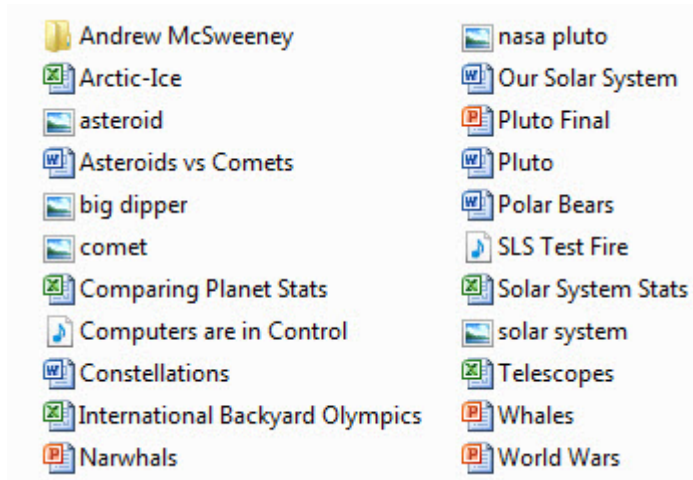 Andrew McSweeney
Arctic-Ice
asteroid
Asteroids vs Comets
big dipper
comet
Comparing Planet Stats
Computers are in Control
Constellations
International Backyard Olympics
Narwhals
nasa pluto
Our Solar System
Pluto Final
Pluto
Polar Bears
SLS Test Fire
Solar System Stats
solar system
Telescopes
Whales
World Wars